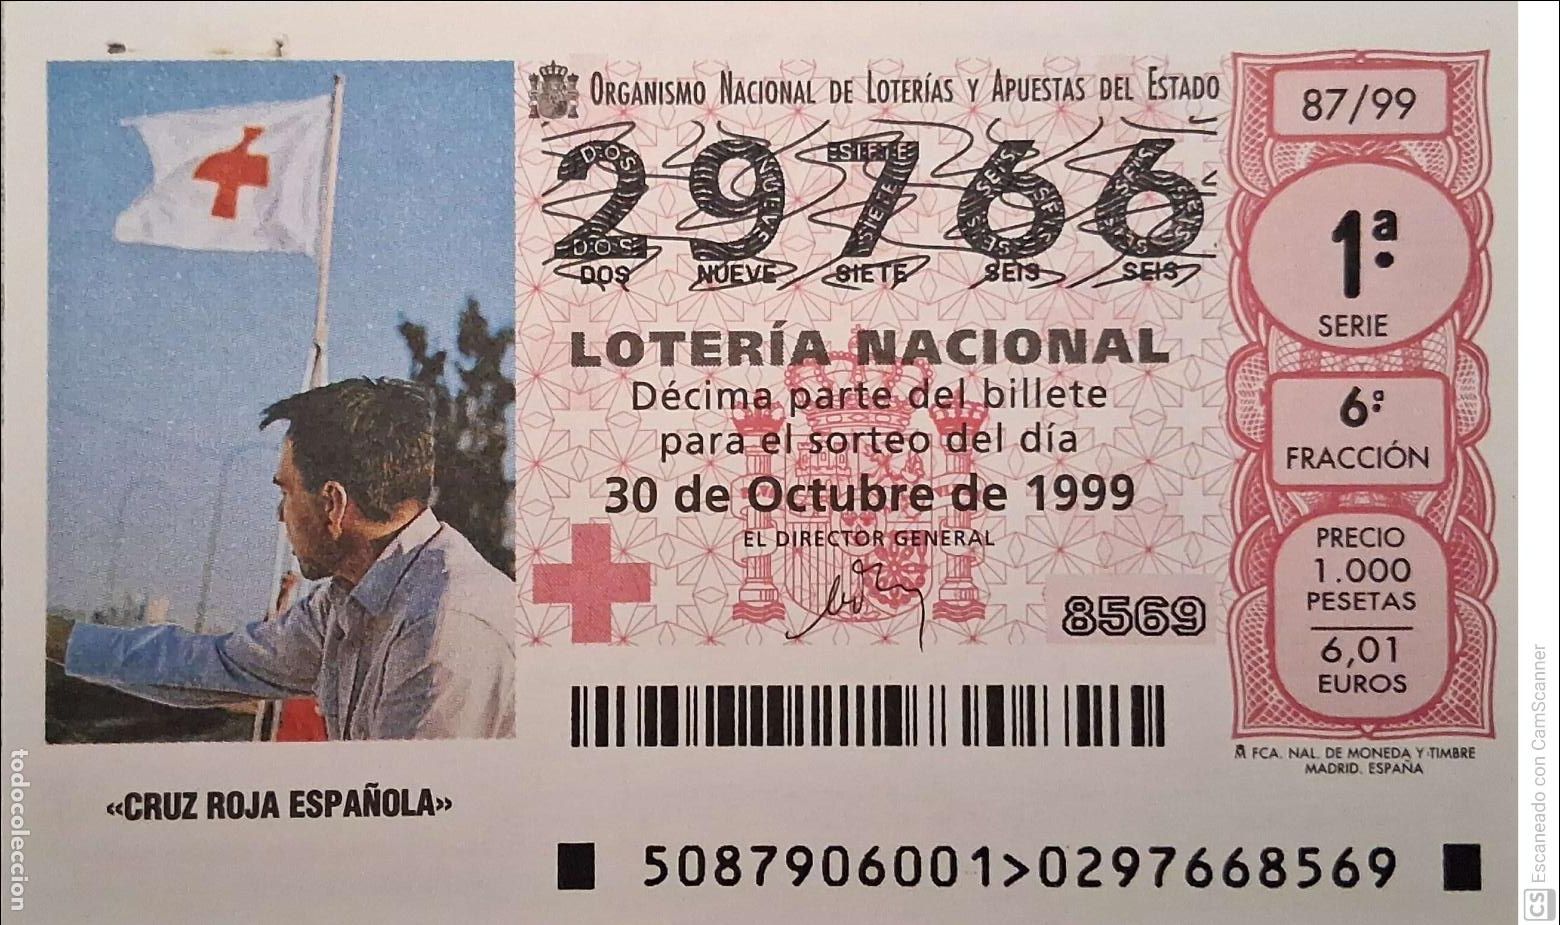 ORGANISMO NACIONAL DE LOTERÍAS Y APUESTAS DEL ESTADO
29766
DOS NUEVE SIETE SEIS SEIS
LOTERÍA NACIONAL
Décima parte del billete
para el sorteo del día
30 de Octubre de 1999
EL DIRECTOR GENERAL
8569
87/99
1ª
SERIE
6ª
FRACCIÓN
PRECIO
1.000
PESETAS
6,01
EUROS
FCA. NAL. DE MONEDA Y TIMBRE
MADRID. ESPAÑA
«CRUZ ROJA ESPAÑOLA»
5087906001>0297668569
todocoleccion
CS Escaneado con CamScanner